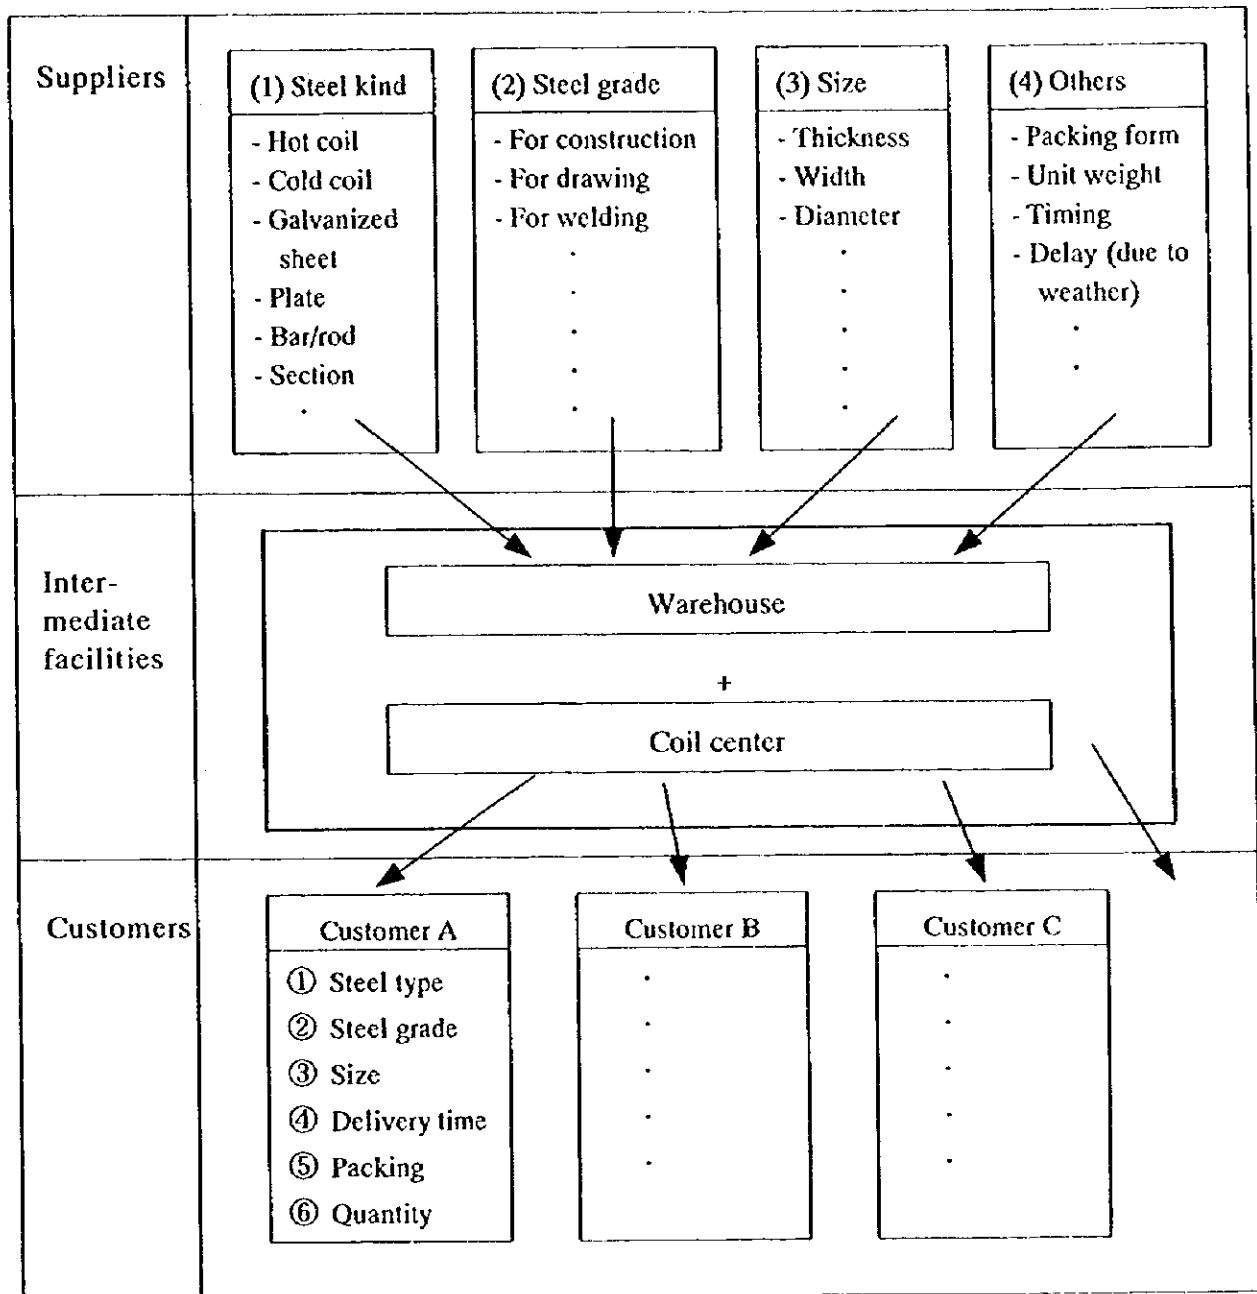 Suppliers
(1) Steel kind
- Hot coil
- Cold coil
- Galvanized
sheet
- Plate
- Bar/rod
- Section
(2) Steel grade
- For construction
- For drawing
- For welding
(3) Size
- Thickness
- Width
- Diameter
(4) Others
- Packing form
- Unit weight
- Timing
- Delay (due to
weather)
Inter-
mediate
facilities
Warehouse
+
Coil center
Customers
Customer A
① Steel type
② Steel grade
③ Size
④ Delivery time
⑤ Packing
⑥ Quantity
Customer B
Customer C